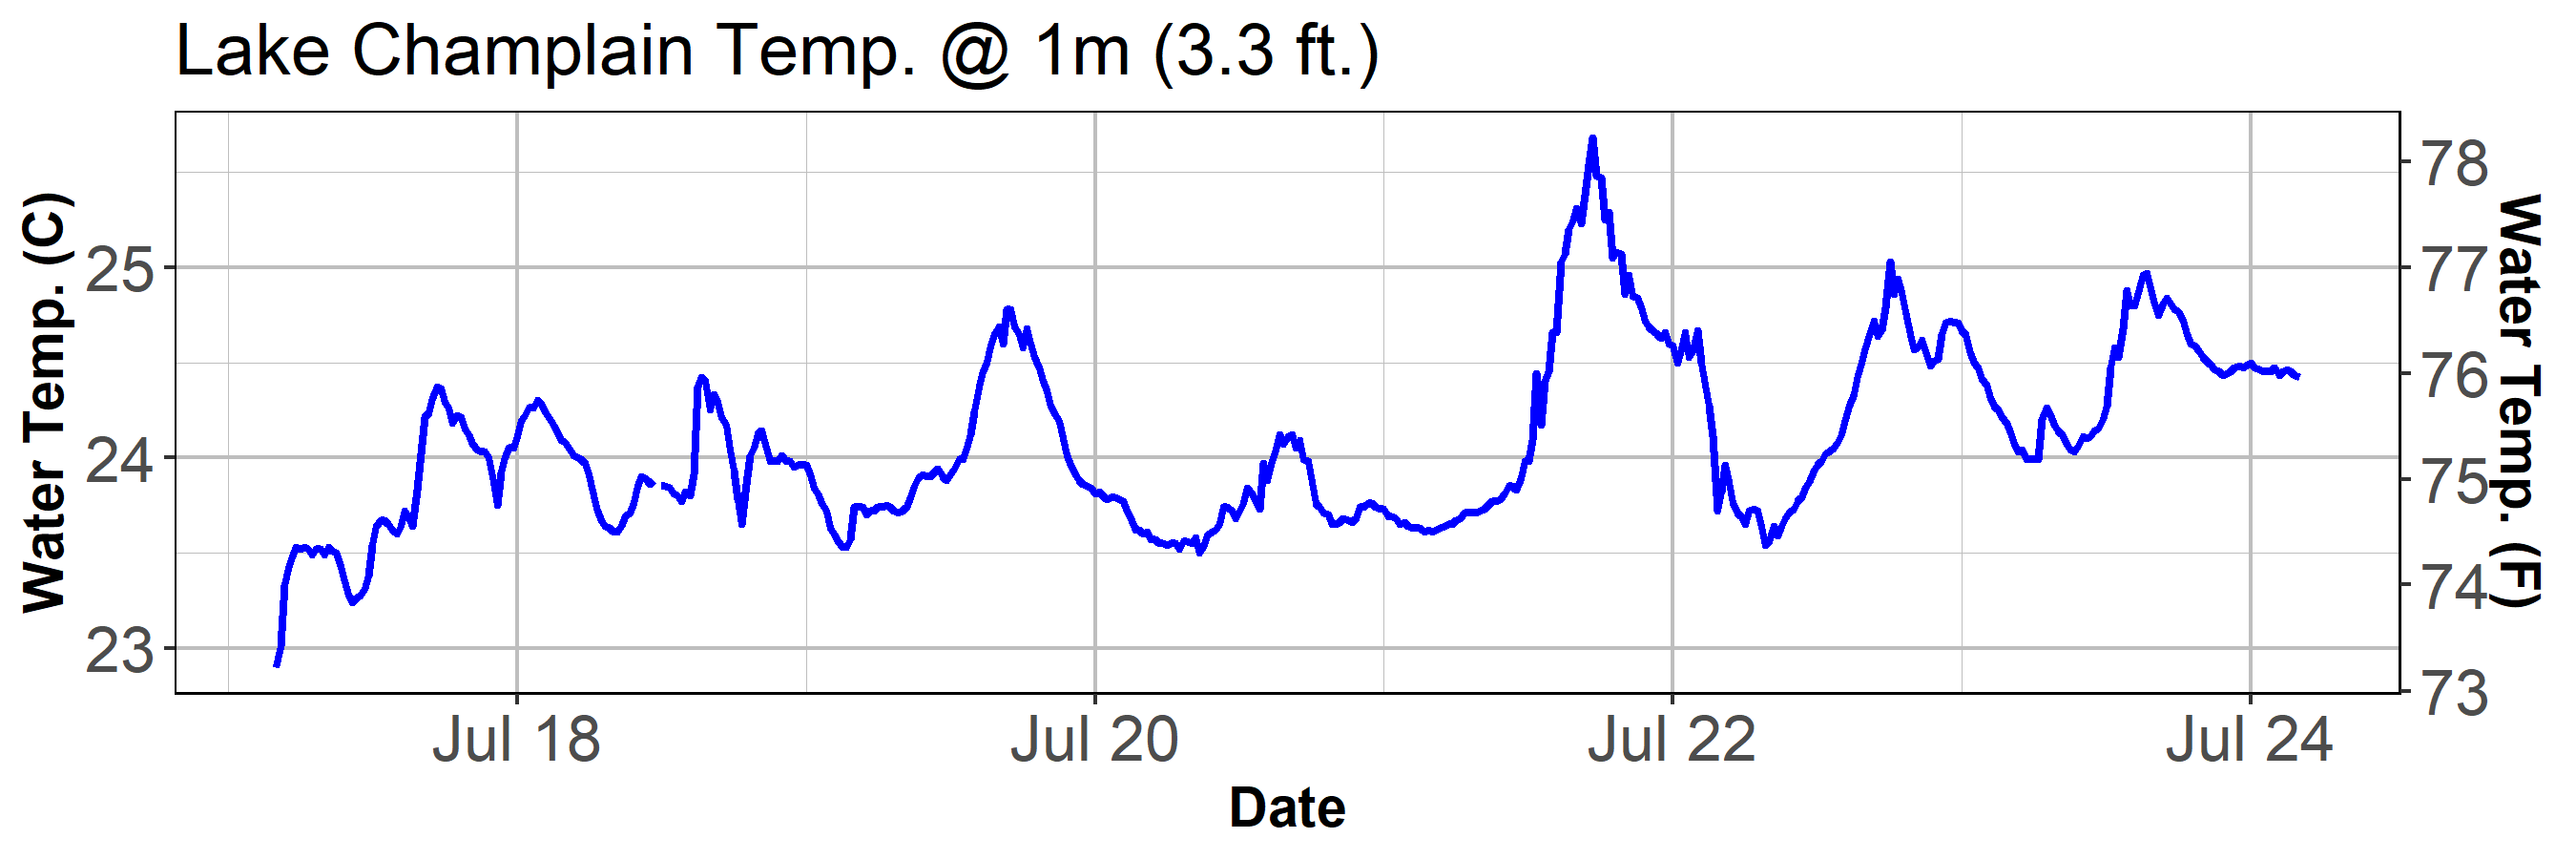 Lake Champlain Temp. @ 1m (3.3 ft.)
Water Temp. (C)
25
24
23
78
77
76
75
74
73
Water Temp. (F)
Jul 18
Jul 20
Jul 22
Jul 24
Date